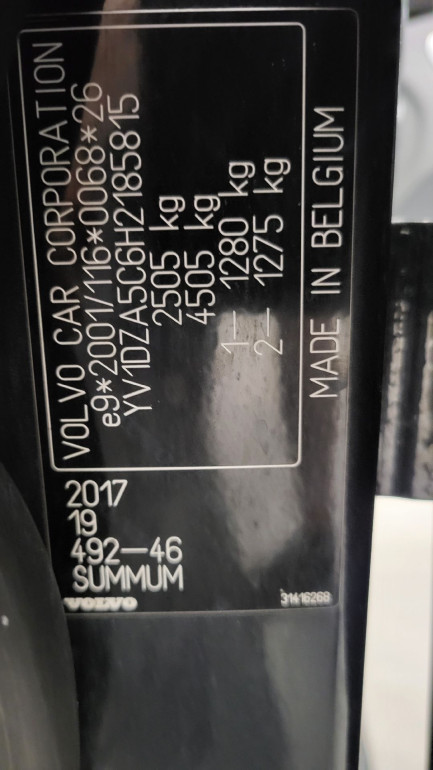 VOLVO CAR CORPORATION
e9*2001/116*0068*26
YV1DZA5C6H2185815
2505 kg
4505 kg
1– 1280 kg
2– 1275 kg
MADE IN BELGIUM
2017
19
492–46
SUMMUM
VOLVO
31416268